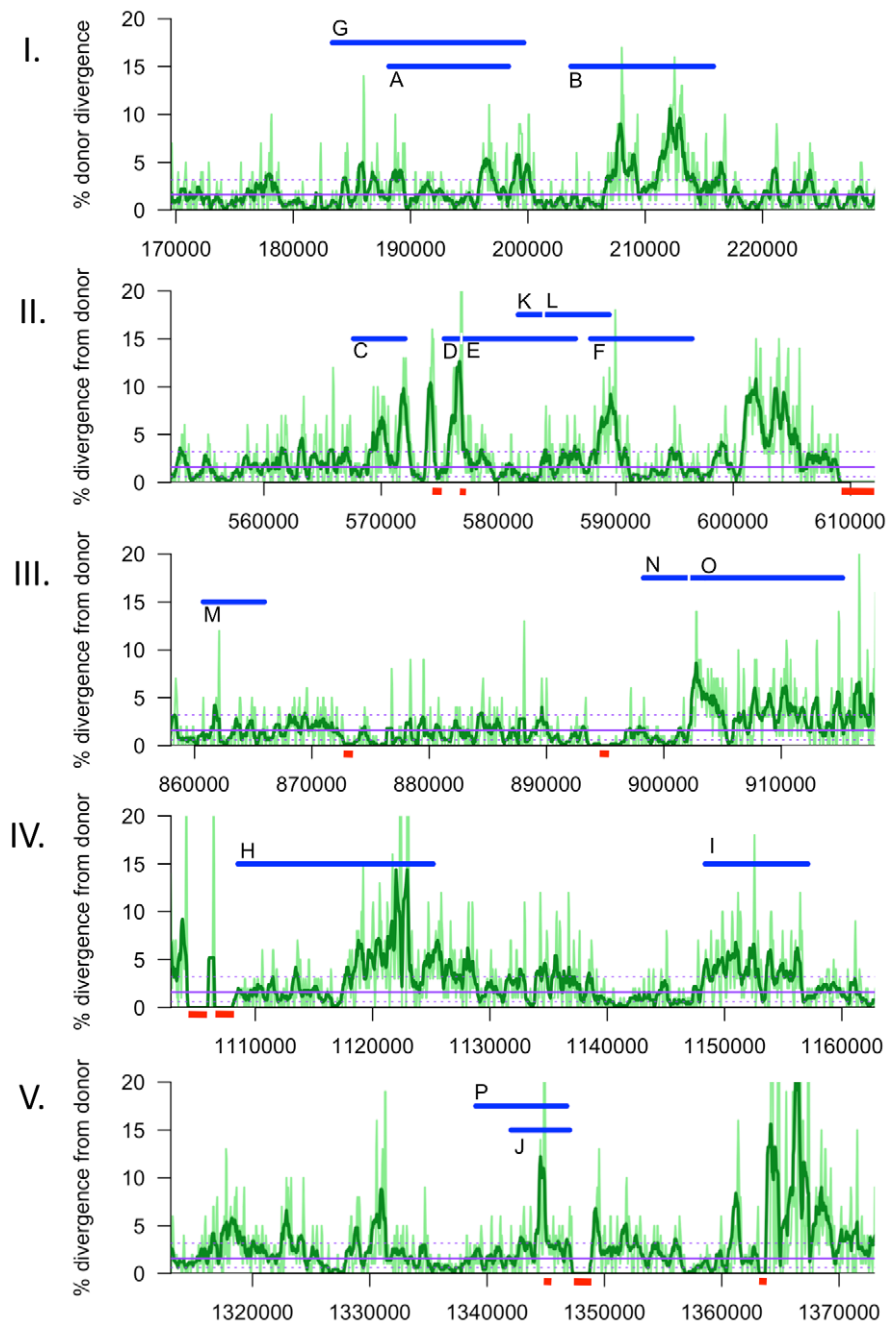 I.
% donor divergence
20
15
10
5
0
G
A
B
170000 180000 190000 200000 210000 220000
II.
% divergence from donor
20
15
10
5
0
K L
C D E F
560000 570000 580000 590000 600000 610000
III.
% divergence from donor
20
15
10
5
0
N O
M
860000 870000 880000 890000 900000 910000
IV.
% divergence from donor
20
15
10
5
0
H I
1110000 1120000 1130000 1140000 1150000 1160000
V.
% divergence from donor
20
15
10
5
0
P
J
1320000 1330000 1340000 1350000 1360000 1370000